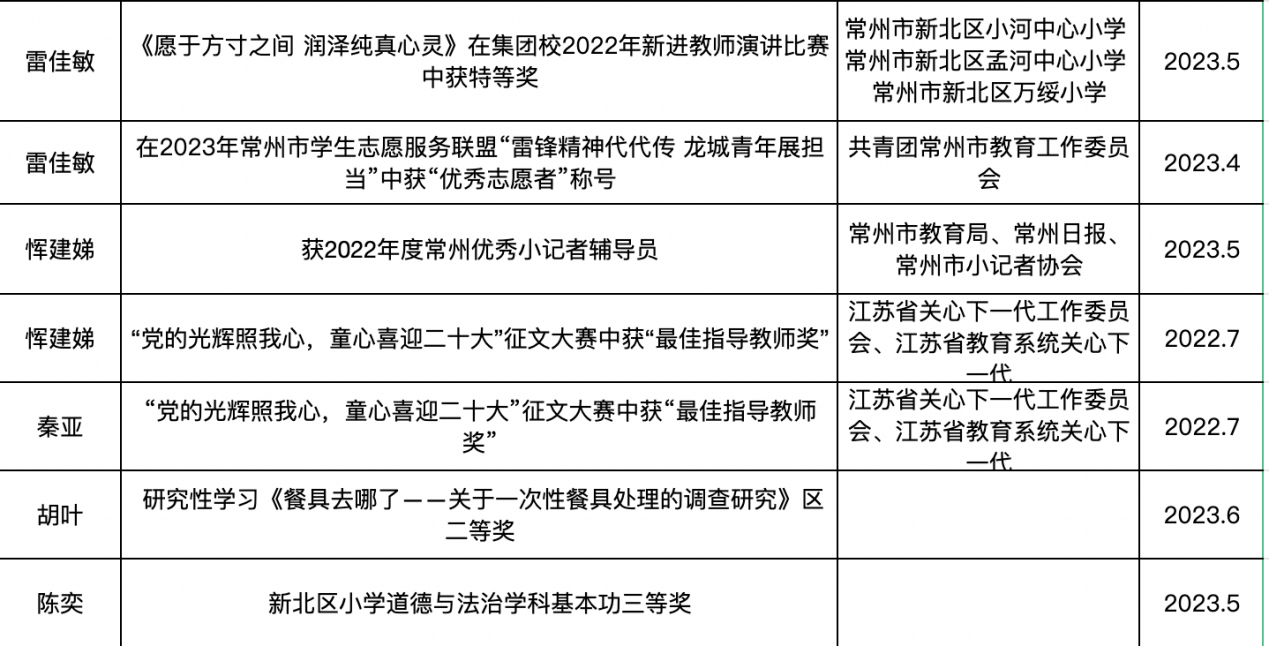 雷佳敏
《愿于方寸之间 润泽纯真心灵》在集团校2022年新进教师演讲比赛
中获特等奖
常州市新北区小河中心小学
常州市新北区孟河中心小学
常州市新北区万绥小学
2023.5
雷佳敏
在2023年常州市学生志愿服务联盟“雷锋精神代代传 龙城青年展担
当”中获“优秀志愿者”称号
共青团常州市教育工作委员
会
2023.4
恽建娣
获2022年度常州优秀小记者辅导员
常州市教育局、常州日报、
常州市小记者协会
2023.5
恽建娣
“党的光辉照我心，童心喜迎二十大”征文大赛中获“最佳指导教师奖”
江苏省关心下一代工作委员
会、江苏省教育系统关心下
一代
2022.7
秦亚
“党的光辉照我心，童心喜迎二十大”征文大赛中获“最佳指导教师
奖”
江苏省关心下一代工作委员
会、江苏省教育系统关心下
一代
2022.7
胡叶
研究性学习《餐具去哪了——关于一次性餐具处理的调查研究》区
二等奖
2023.6
陈奕
新北区小学道德与法治学科基本功三等奖
2023.5